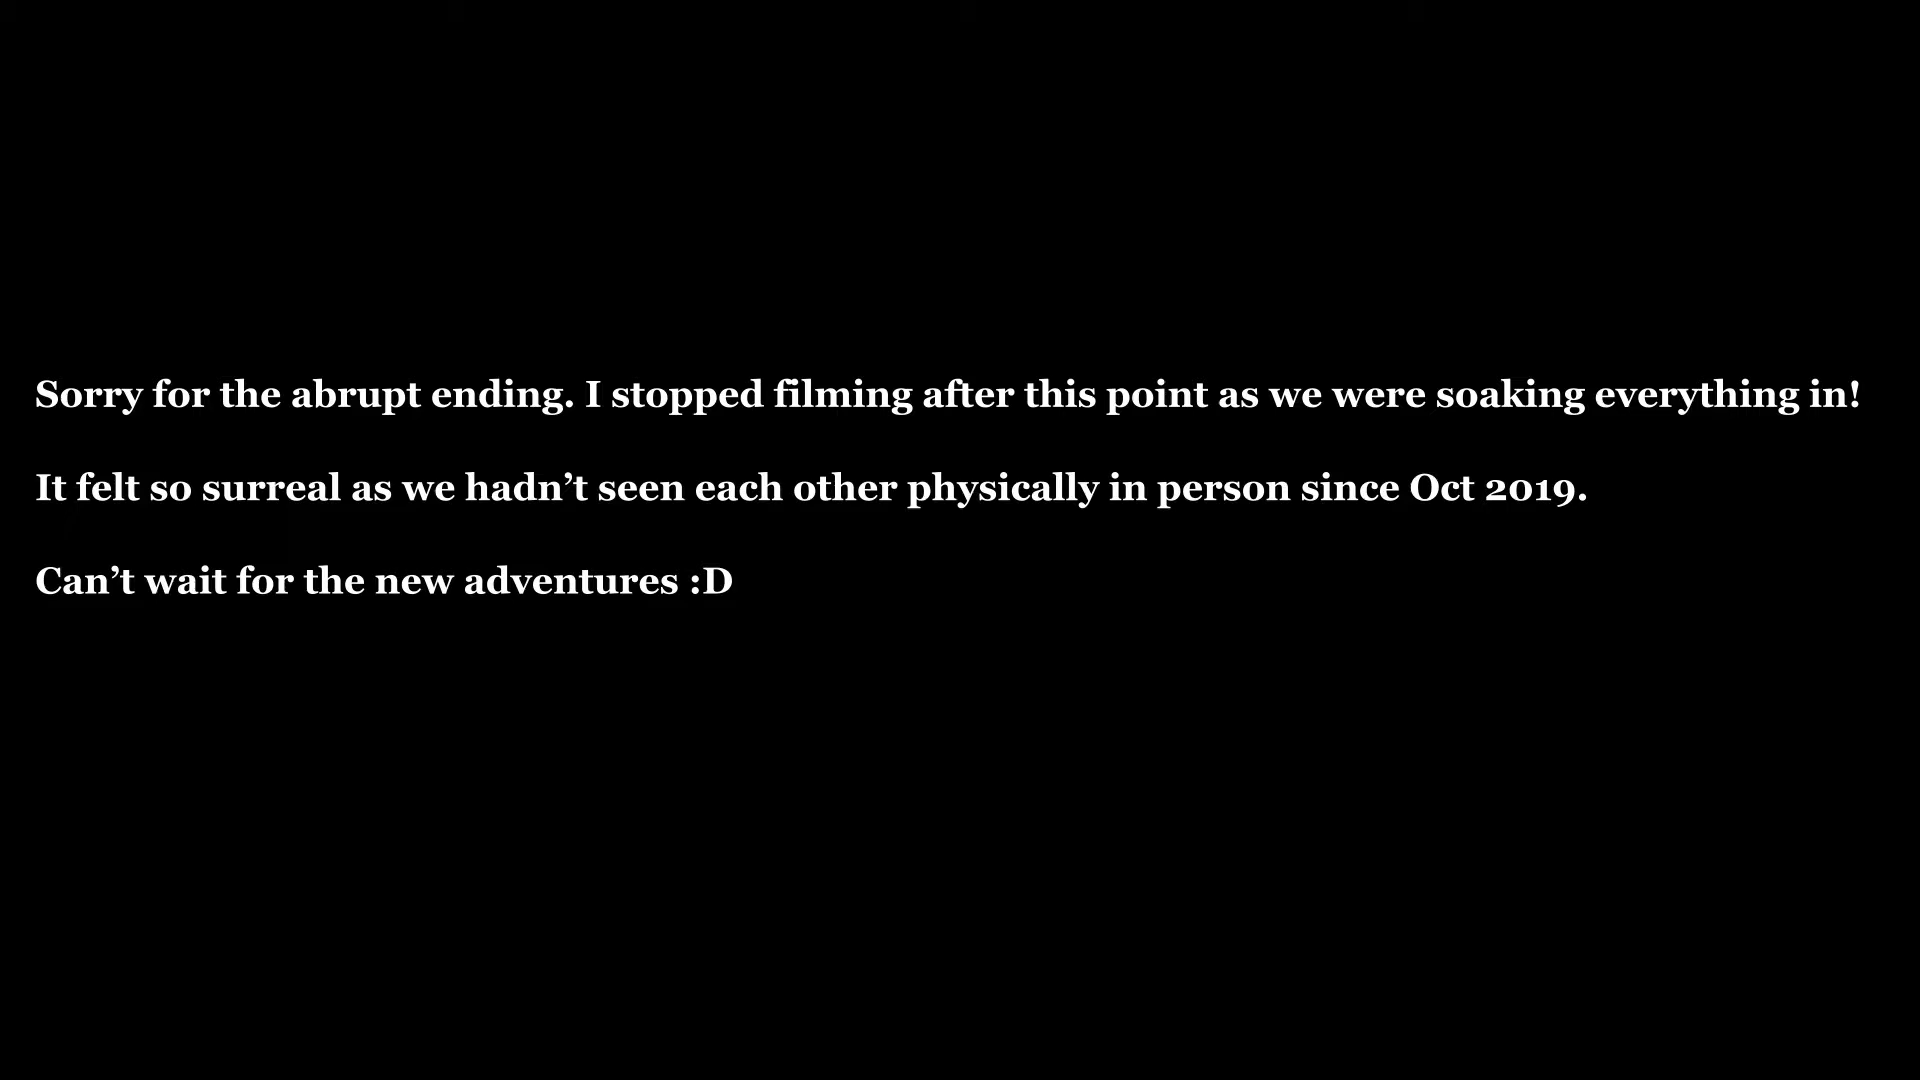 Sorry for the abrupt ending. I stopped filming after this point as we were soaking everything in!
It felt so surreal as we hadn’t seen each other physically in person since Oct 2019.
Can’t wait for the new adventures :D